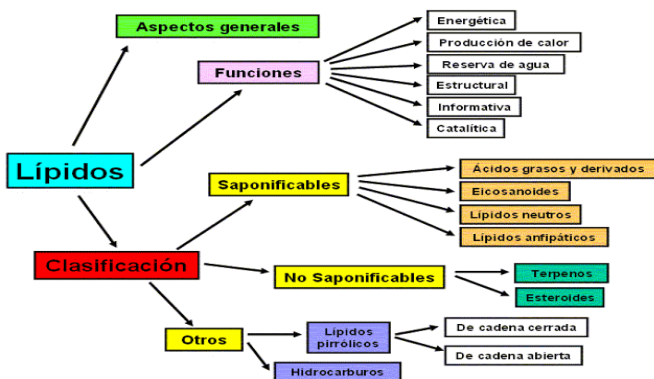 Aspectos generales
Energética
Producción de calor
Funciones
Reserva de agua
Estructural
Informativa
Catalítica
Lípidos
Saponificables
Ácidos grasos y derivados
Eicosanoides
Lípidos neutros
Lípidos anfipáticos
Clasificación
No Saponificables
Terpenos
Esteroides
Otros
Lípidos
pirrólicos
De cadena cerrada
De cadena abierta
Hidrocarburos